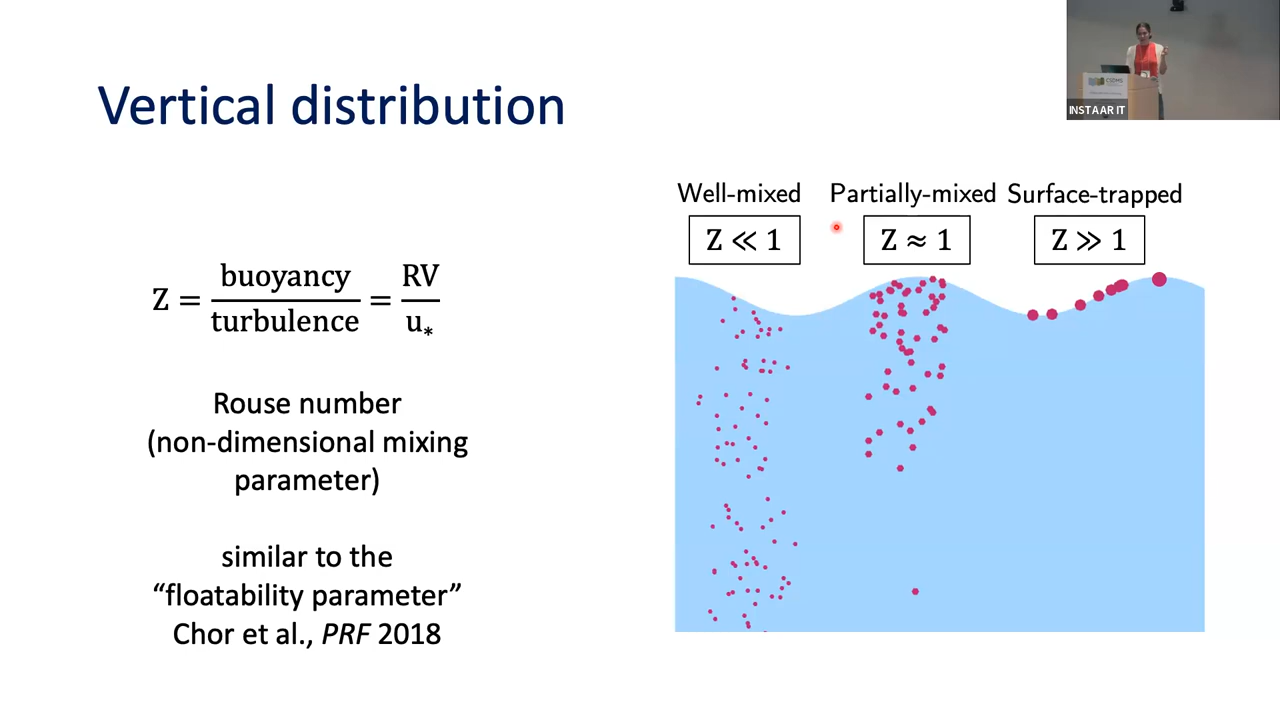 Vertical distribution
INSTAAR IT
Z = buoyancy / turbulence = RV / u*
Rouse number
(non-dimensional mixing
parameter)
similar to the
“floatability parameter”
Chor et al., PRF 2018
Well-mixed Partially-mixed Surface-trapped
Z ≪ 1 Z ≈ 1 Z ≫ 1